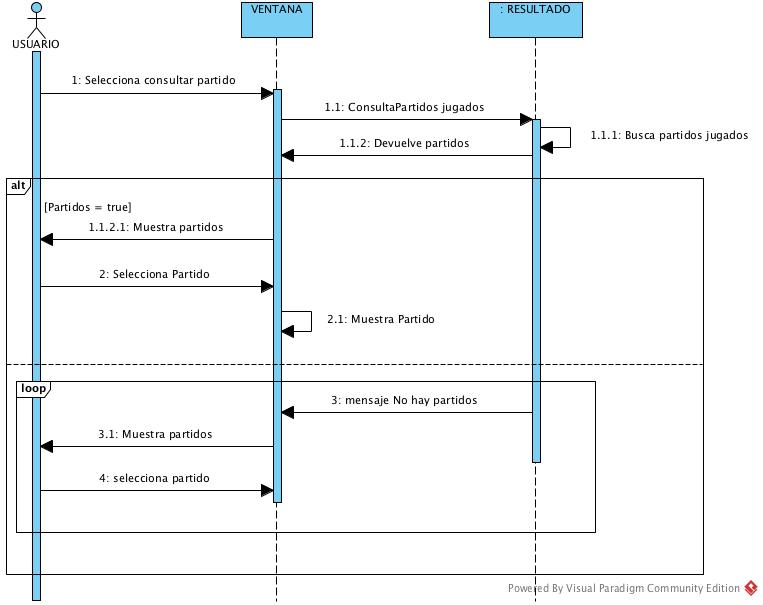 VENTANA
: RESULTADO
USUARIO
1: Selecciona consultar partido
1.1: ConsultaPartidos jugados
1.1.1: Busca partidos jugados
1.1.2: Devuelve partidos
alt
[Partidos = true]
1.1.2.1: Muestra partidos
2: Selecciona Partido
2.1: Muestra Partido
loop
3: mensaje No hay partidos
3.1: Muestra partidos
4: selecciona partido
Powered By Visual Paradigm Community Edition